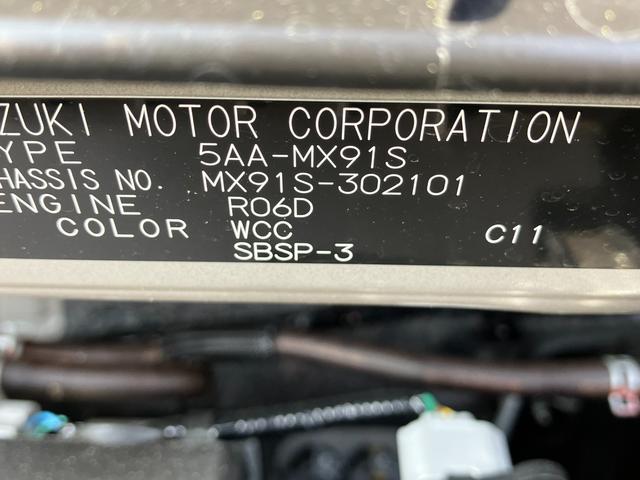 ZUKI MOTOR CORPORATION
YPE 5AA-MX91S
HASSIS NO. MX91S-302101
ENGINE R06D
COLOR WCC C11
SBSP-3